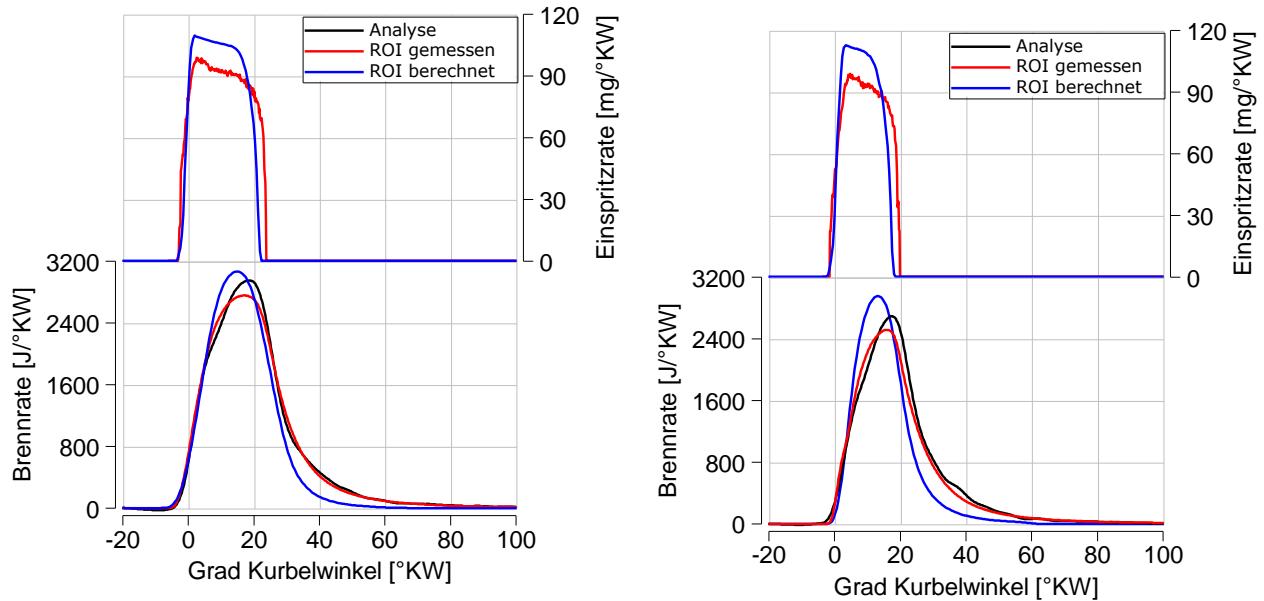 Analyse
ROI gemessen
ROI berechnet
120
90
60
30
0
Einspritzrate [mg/°KW]
3200
2400
1600
800
0
Brennrate [J/°KW]
-20 0 20 40 60 80 100
Grad Kurbelwinkel [°KW]
Analyse
ROI gemessen
ROI berechnet
120
90
60
30
0
Einspritzrate [mg/°KW]
3200
2400
1600
800
0
Brennrate [J/°KW]
-20 0 20 40 60 80 100
Grad Kurbelwinkel [°KW]